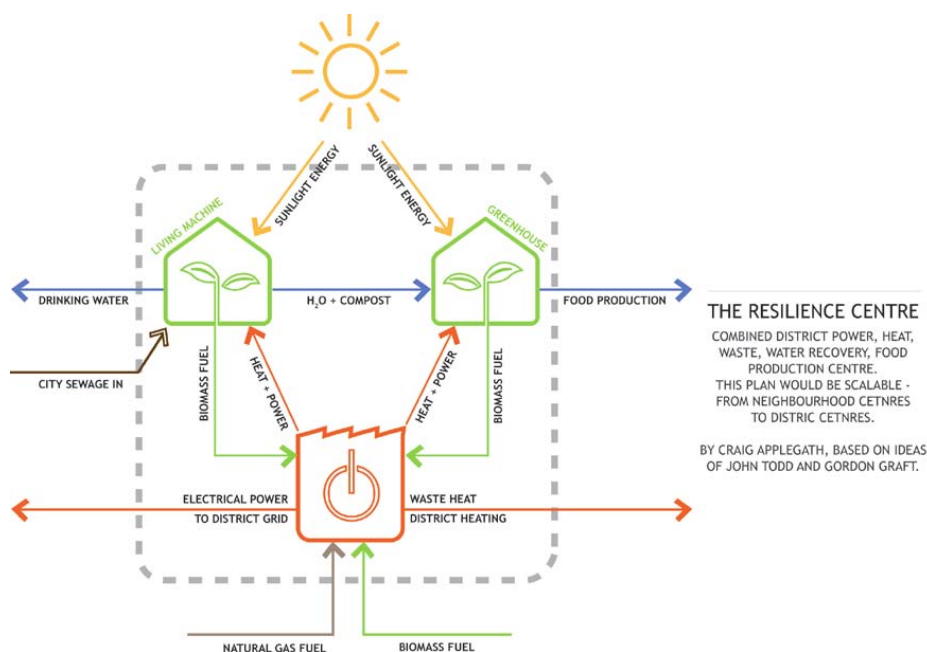 SUNLIGHT ENERGY
SUNLIGHT ENERGY
LIVING MACHINE
GREENHOUSE
DRINKING WATER
H₂O + COMPOST
FOOD PRODUCTION
CITY SEWAGE IN
BIOMASS FUEL
HEAT + POWER
HEAT + POWER
BIOMASS FUEL
ELECTRICAL POWER
TO DISTRICT GRID
WASTE HEAT
DISTRICT HEATING
NATURAL GAS FUEL
BIOMASS FUEL
THE RESILIENCE CENTRE
COMBINED DISTRICT POWER, HEAT,
WASTE, WATER RECOVERY, FOOD
PRODUCTION CENTRE.
THIS PLAN WOULD BE SCALABLE -
FROM NEIGHBOURHOOD CETNRES
TO DISTRIC CETNRES.
BY CRAIG APPLEGATH, BASED ON IDEAS
OF JOHN TODD AND GORDON GRAFT.